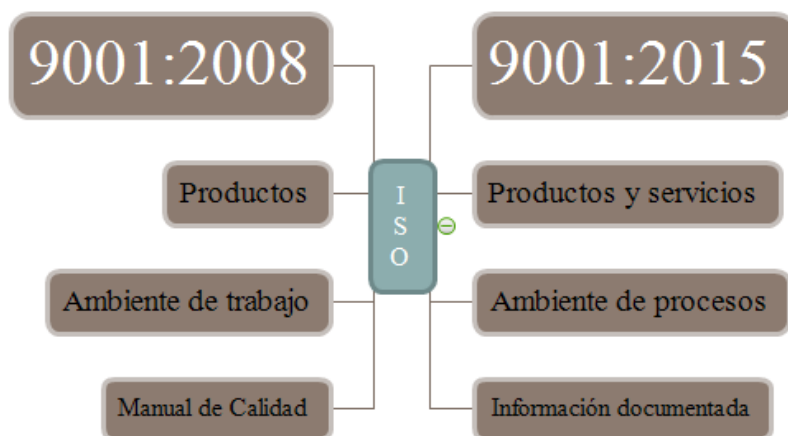 9001:2008
9001:2015
Productos
I
S
O
Productos y servicios
Ambiente de trabajo
Ambiente de procesos
Manual de Calidad
Información documentada